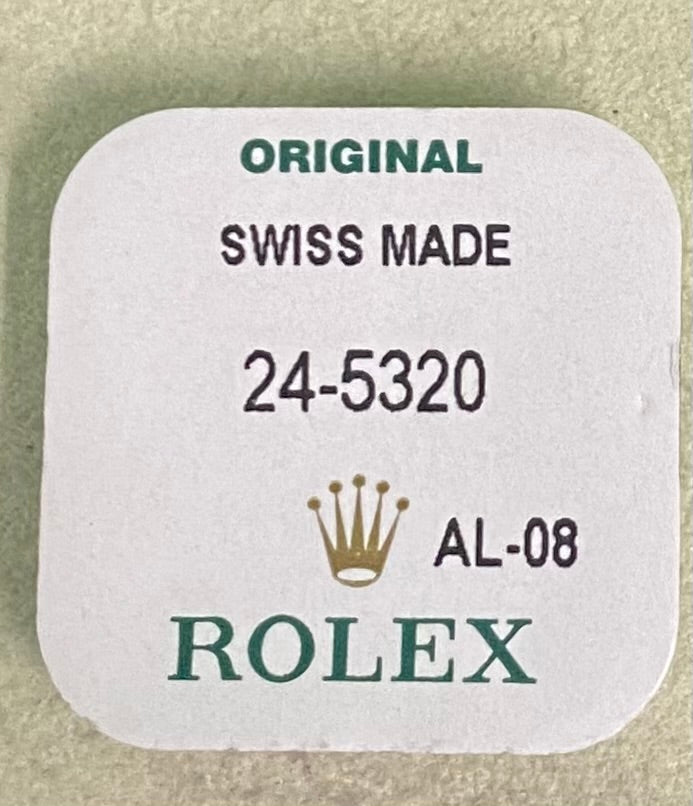 ORIGINAL
SWISS MADE
24-5320
AL-08
ROLEX